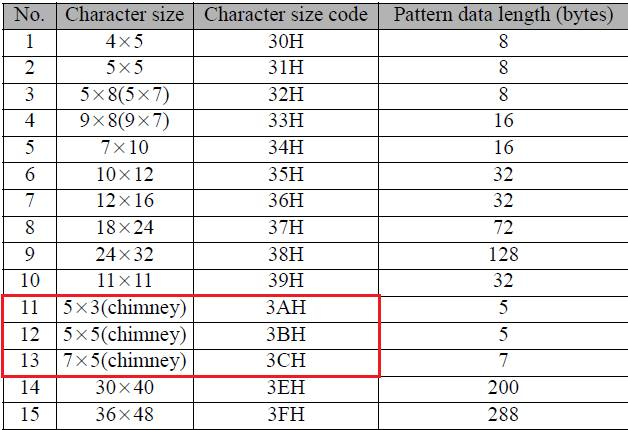 No. Character size Character size code Pattern data length (bytes)
1 4×5 30H 8
2 5×5 31H 8
3 5×8(5×7) 32H 8
4 9×8(9×7) 33H 16
5 7×10 34H 16
6 10×12 35H 32
7 12×16 36H 32
8 18×24 37H 72
9 24×32 38H 128
10 11×11 39H 32
11 5×3(chimney) 3AH 5
12 5×5(chimney) 3BH 5
13 7×5(chimney) 3CH 7
14 30×40 3EH 200
15 36×48 3FH 288